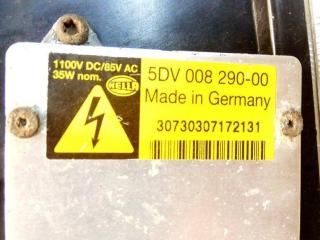 1100V DC/85V AC
35W nom.
HELLA
5DV 008 290-00
Made in Germany
30730307172131